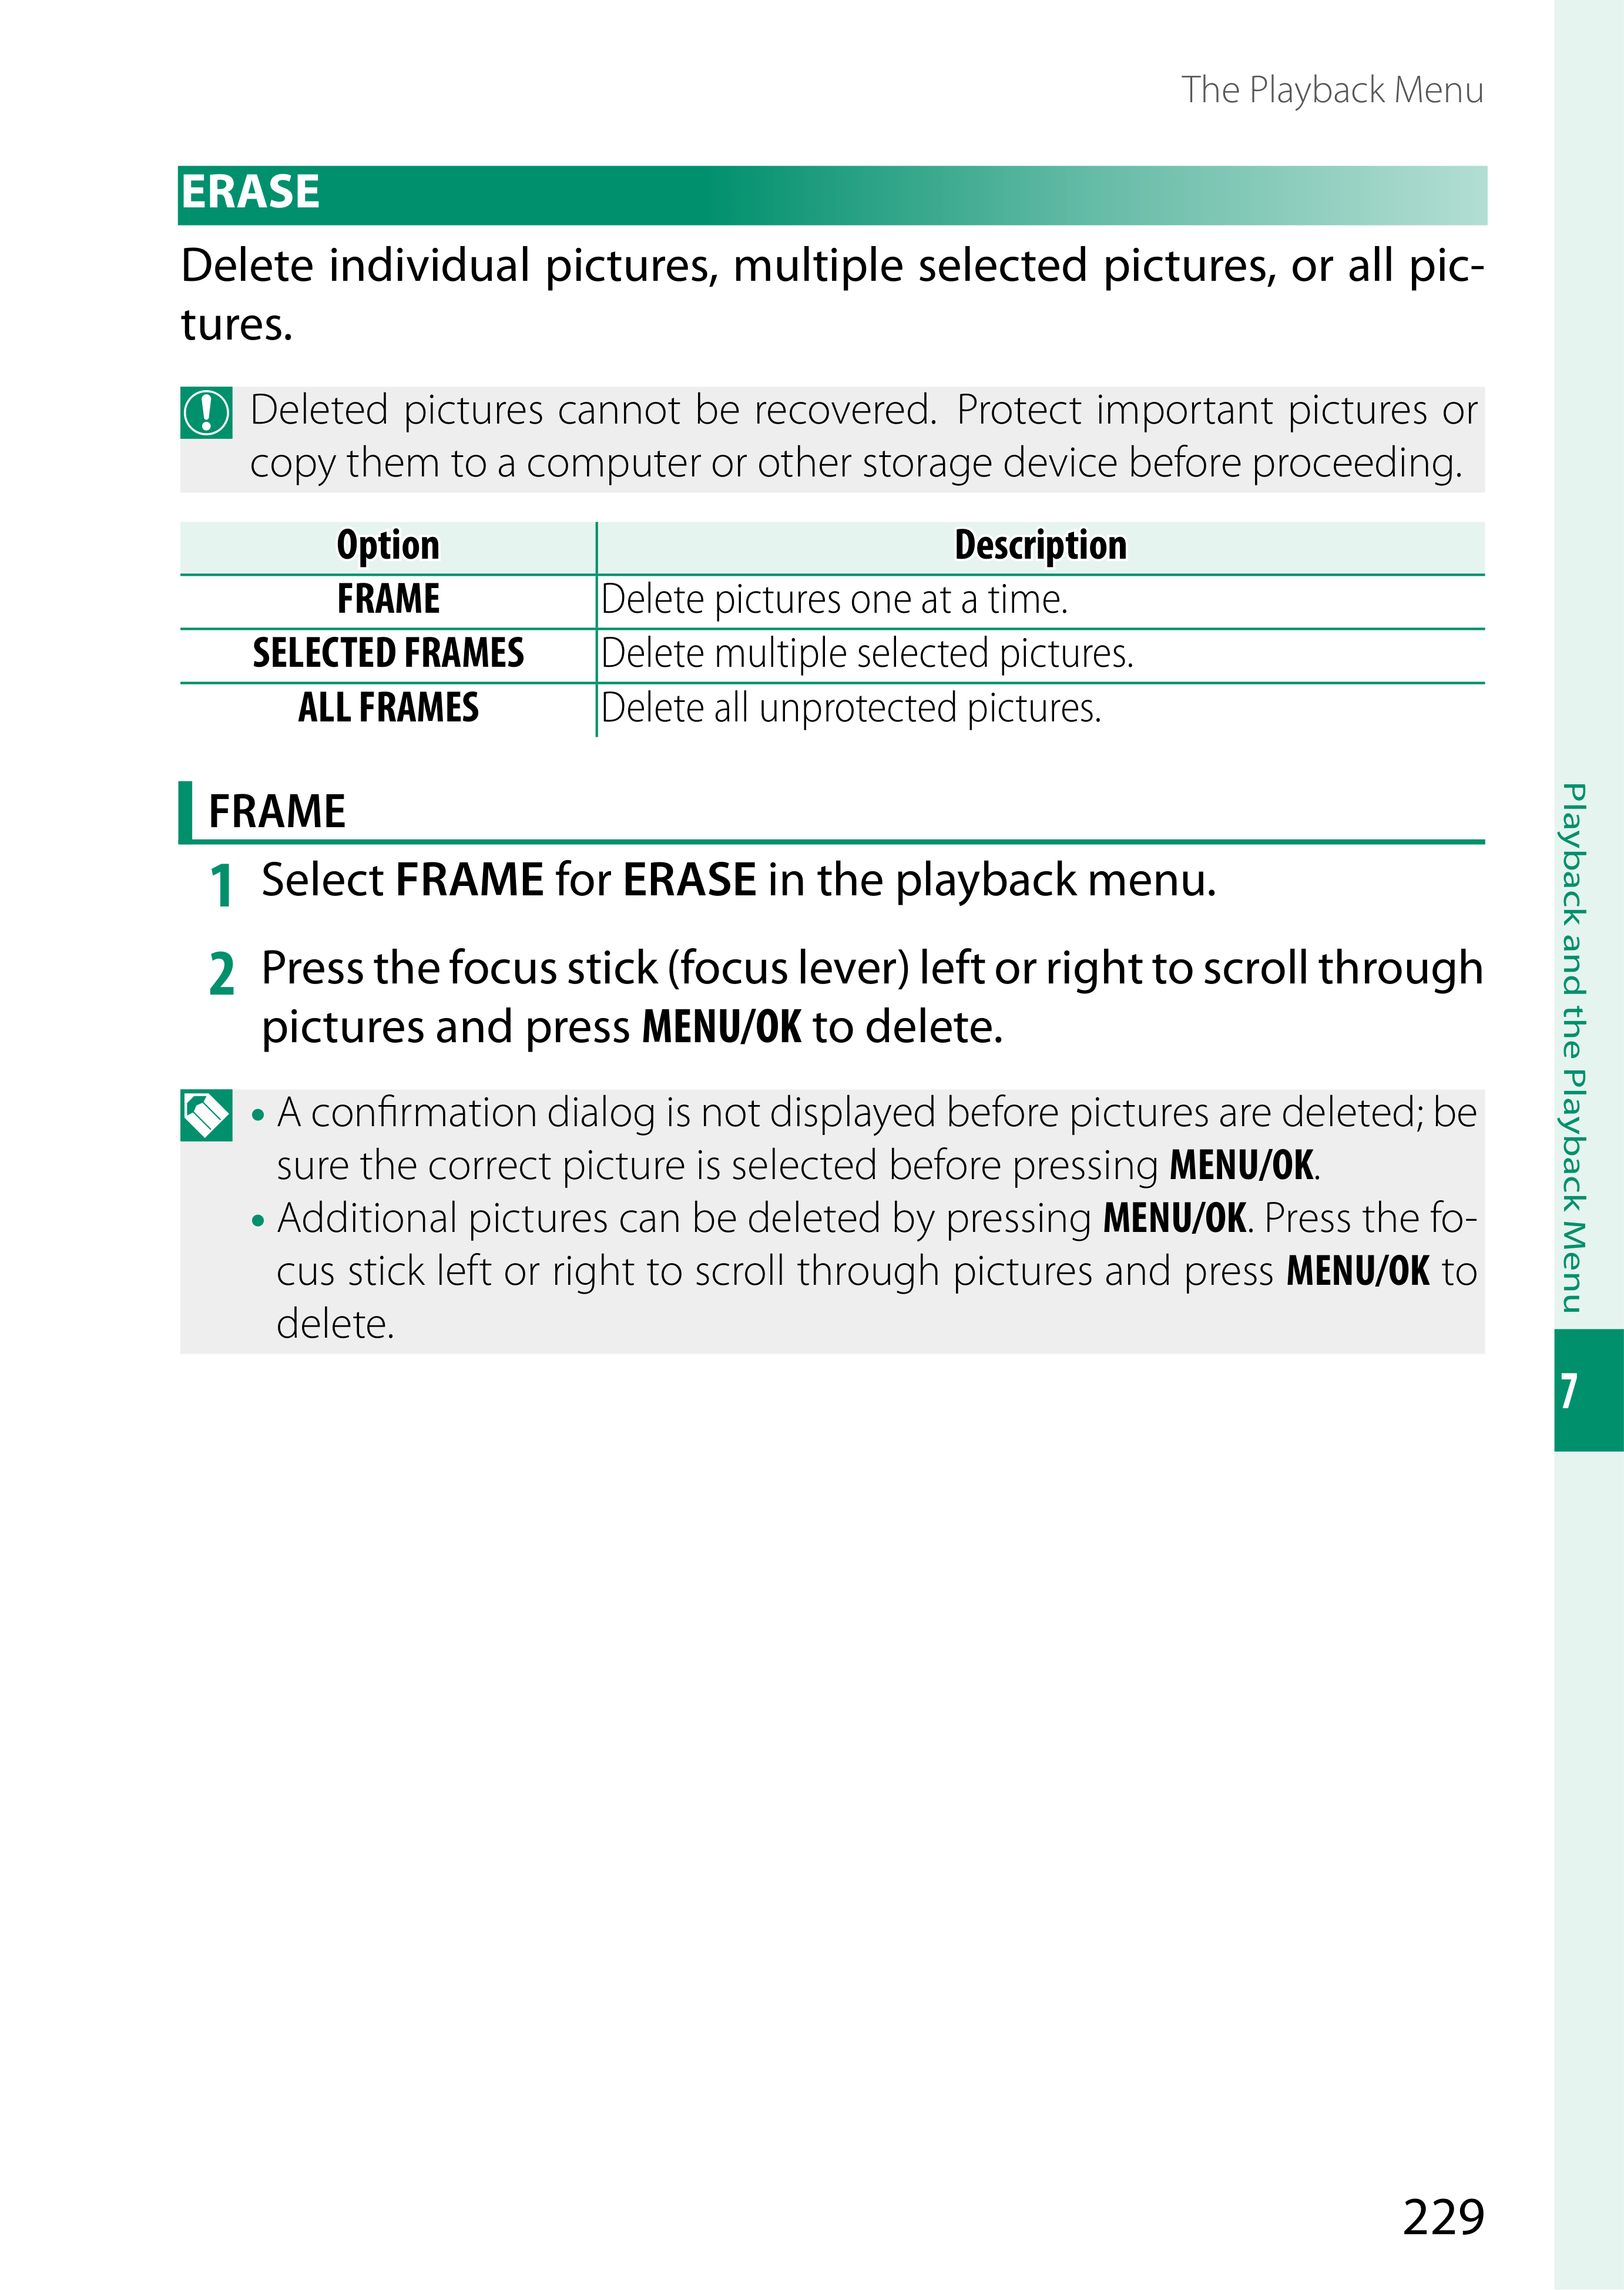 The Playback Menu
ERASE
Delete individual pictures, multiple selected pictures, or all pic-
tures.
Deleted pictures cannot be recovered. Protect important pictures or
copy them to a computer or other storage device before proceeding.
Option Description
FRAME Delete pictures one at a time.
SELECTED FRAMES Delete multiple selected pictures.
ALL FRAMES Delete all unprotected pictures.
FRAME
1 Select FRAME for ERASE in the playback menu.
2 Press the focus stick (focus lever) left or right to scroll through
pictures and press MENU/OK to delete.
• A confirmation dialog is not displayed before pictures are deleted; be
sure the correct picture is selected before pressing MENU/OK.
• Additional pictures can be deleted by pressing MENU/OK. Press the fo-
cus stick left or right to scroll through pictures and press MENU/OK to
delete.
Playback and the Playback Menu
7
229